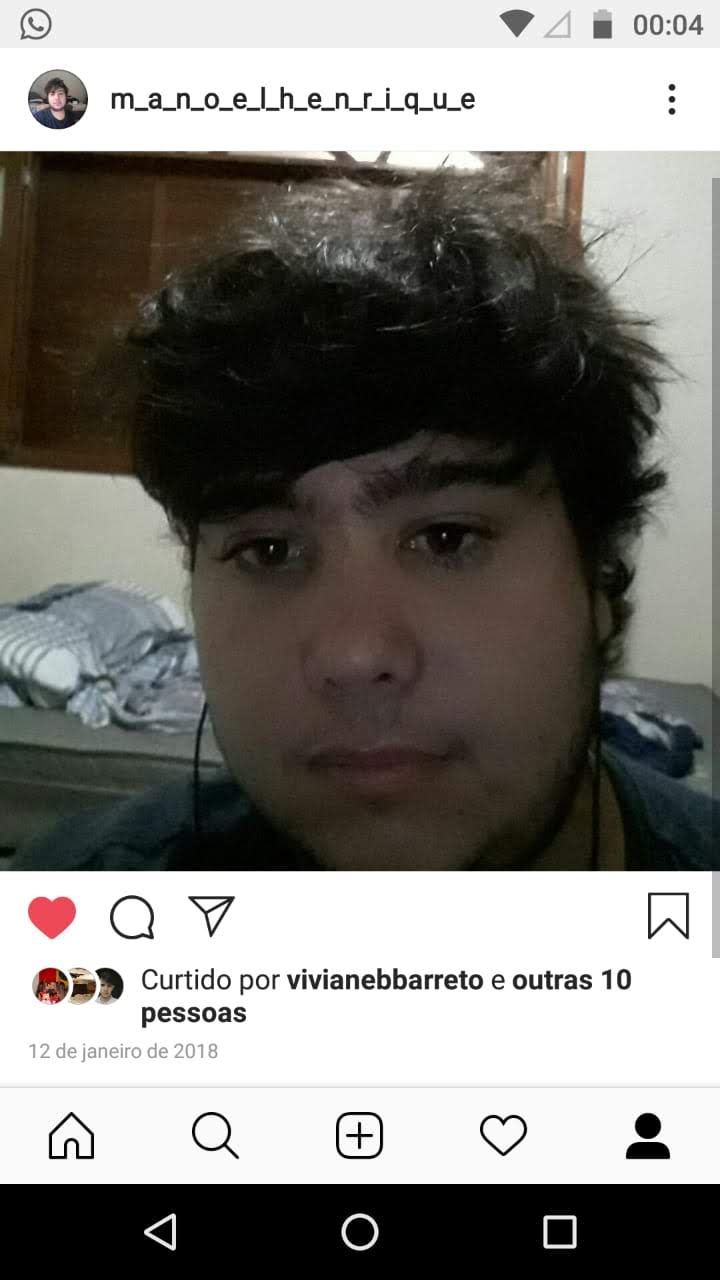 00:04
m_a_n_o_e_l_h_e_n_r_i_q_u_e
Curtido por vivianebbarreto e outras 10
pessoas
12 de janeiro de 2018